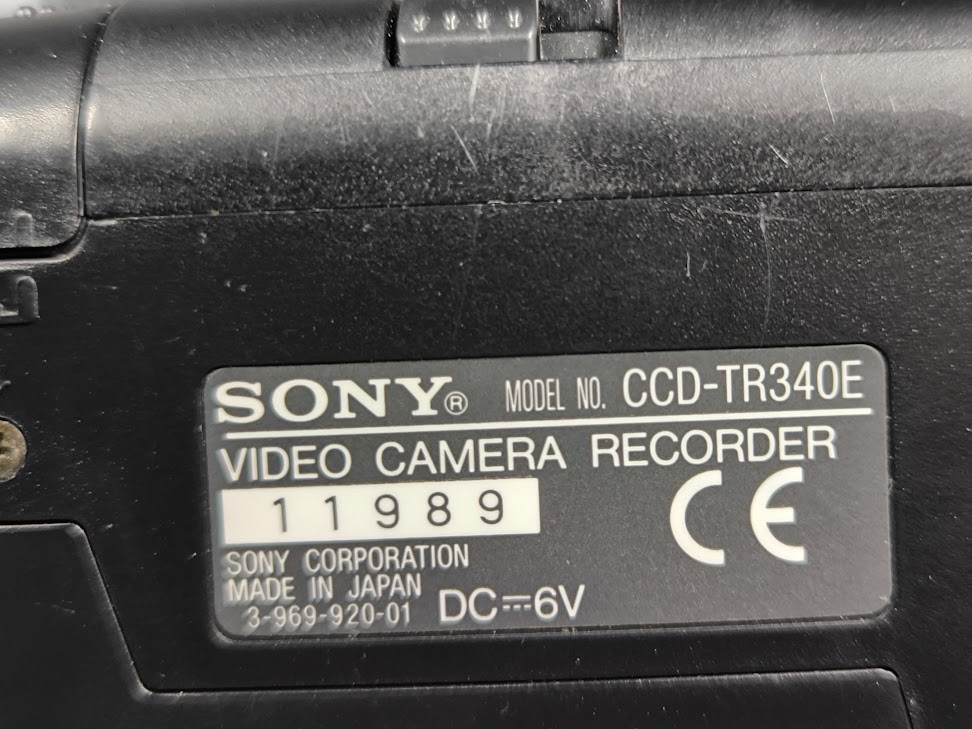 SONY® MODEL NO. CCD-TR340E
VIDEO CAMERA RECORDER
11989
CE
SONY CORPORATION
MADE IN JAPAN
3-969-920-01 DC⎓6V